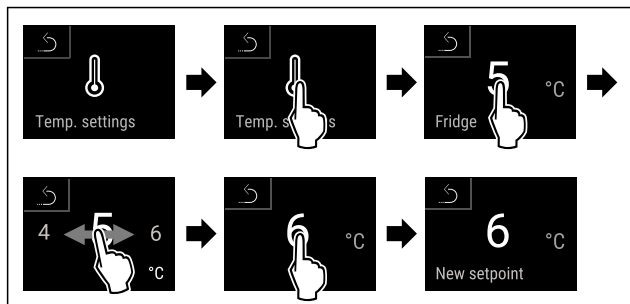 Temp. settings
Temp.
5 °C
Fridge
4 5 6
°C
6 °C
6 °C
New setpoint